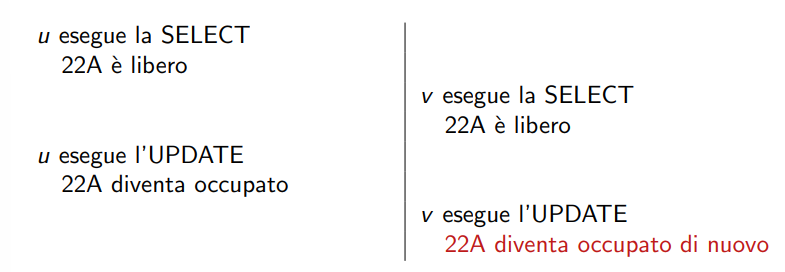 u esegue la SELECT
22A è libero
v esegue la SELECT
22A è libero
u esegue l'UPDATE
22A diventa occupato
v esegue l'UPDATE
22A diventa occupato di nuovo